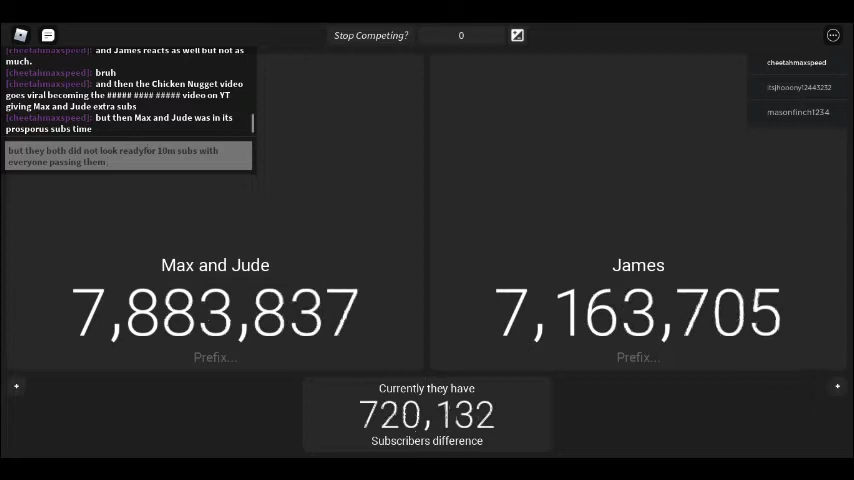 Stop Competing?
0
[cheetahmaxspeed]: and James reacts as well but not as
much.
[cheetahmaxspeed]: bruh
[cheetahmaxspeed]: and then the Chicken Nugget video
goes viral becoming the ##### #### ##### video on YT
giving Max and Jude extra subs
[cheetahmaxspeed]: but then Max and Jude was in its
prosporus subs time
but they both did not look readyfor 10m subs with
everyone passing them
cheetahmaxspeed
itsjhooony12443232
masonfinch1234
Max and Jude
7,883,837
Prefix...
James
7,163,705
Prefix...
Currently they have
720,132
Subscribers difference